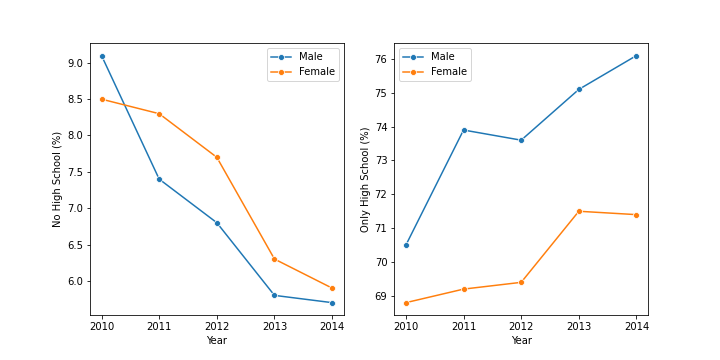 Male
Female
9.0
8.5
8.0
7.5
7.0
6.5
6.0
No High School (%)
2010 2011 2012 2013 2014
Year
Male
Female
76
75
74
73
72
71
70
69
Only High School (%)
2010 2011 2012 2013 2014
Year